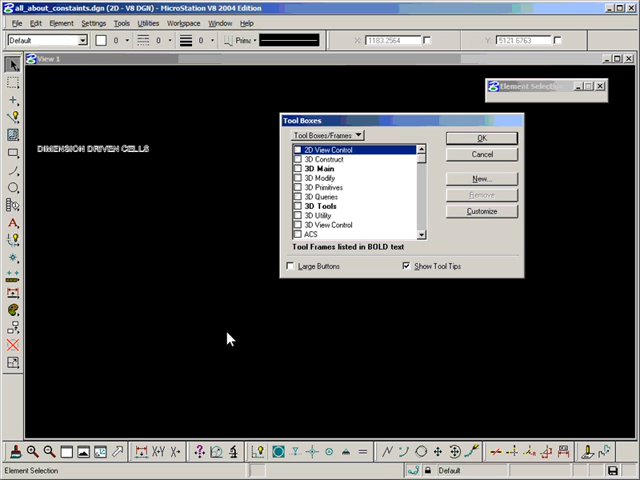 all_about_constaints.dgn (2D - V8 DGN) - MicroStation V8 2004 Edition
File Edit Element Settings Tools Utilities Workspace Window Help
Default 0 0 0 Prima X: 1183.2564 Y: 5121.6763
View 1
Element Selecti
DIMENSION DRIVEN CELLS
Tool Boxes
Tool Boxes/Frames
2D View Control
3D Construct
3D Main
3D Modify
3D Primitives
3D Queries
3D Tools
3D Utility
3D View Control
ACS
OK
Cancel
New...
Remove
Customize
Tool Frames listed in BOLD text
Large Buttons Show Tool Tips
Element Selection Default